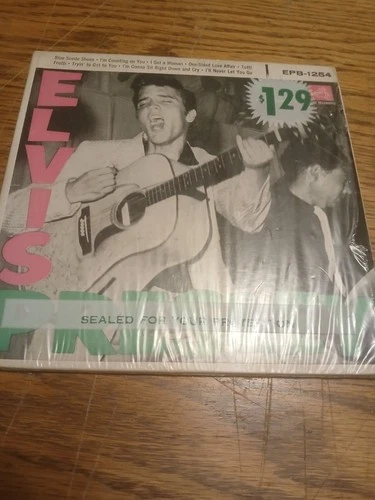 Blue Suede Shoes • I'm Counting on You • I Got a Woman • One-Sided Love Affair • Tutti
Frutti • Tryin' to Get to You • I'm Gonna Sit Right Down and Cry • I'll Never Let You Go
EPB-1254
$1.29
ELVIS
PRESLEY
SEALED FOR YOUR PROTECTION